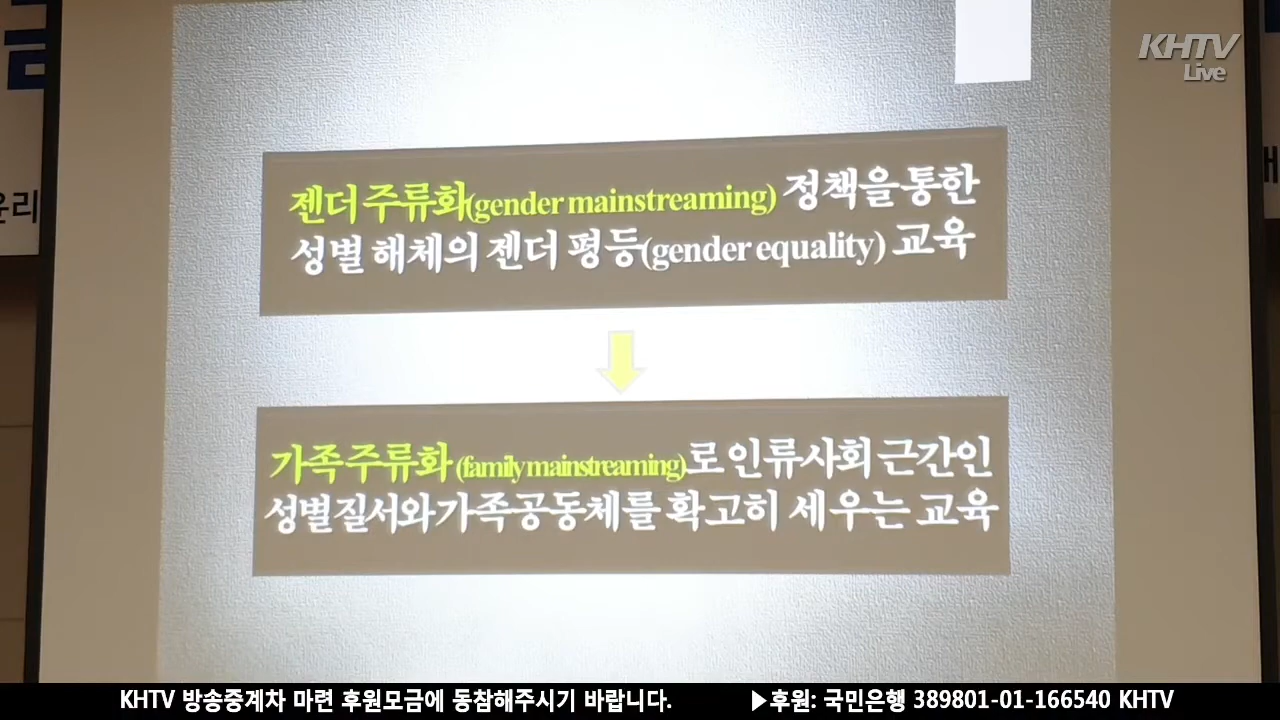 KHTV
Live
윤리
젠더 주류화(gender mainstreaming) 정책을 통한
성별 해체의 젠더 평등(gender equality) 교육
가족 주류화 (family mainstreaming)로 인류사회 근간인
성별 질서와 가족공동체를 확고히 세우는 교육
KHTV 방송중계차 마련 후원모금에 동참해주시기 바랍니다.
▶후원: 국민은행 389801-01-166540 KHTV